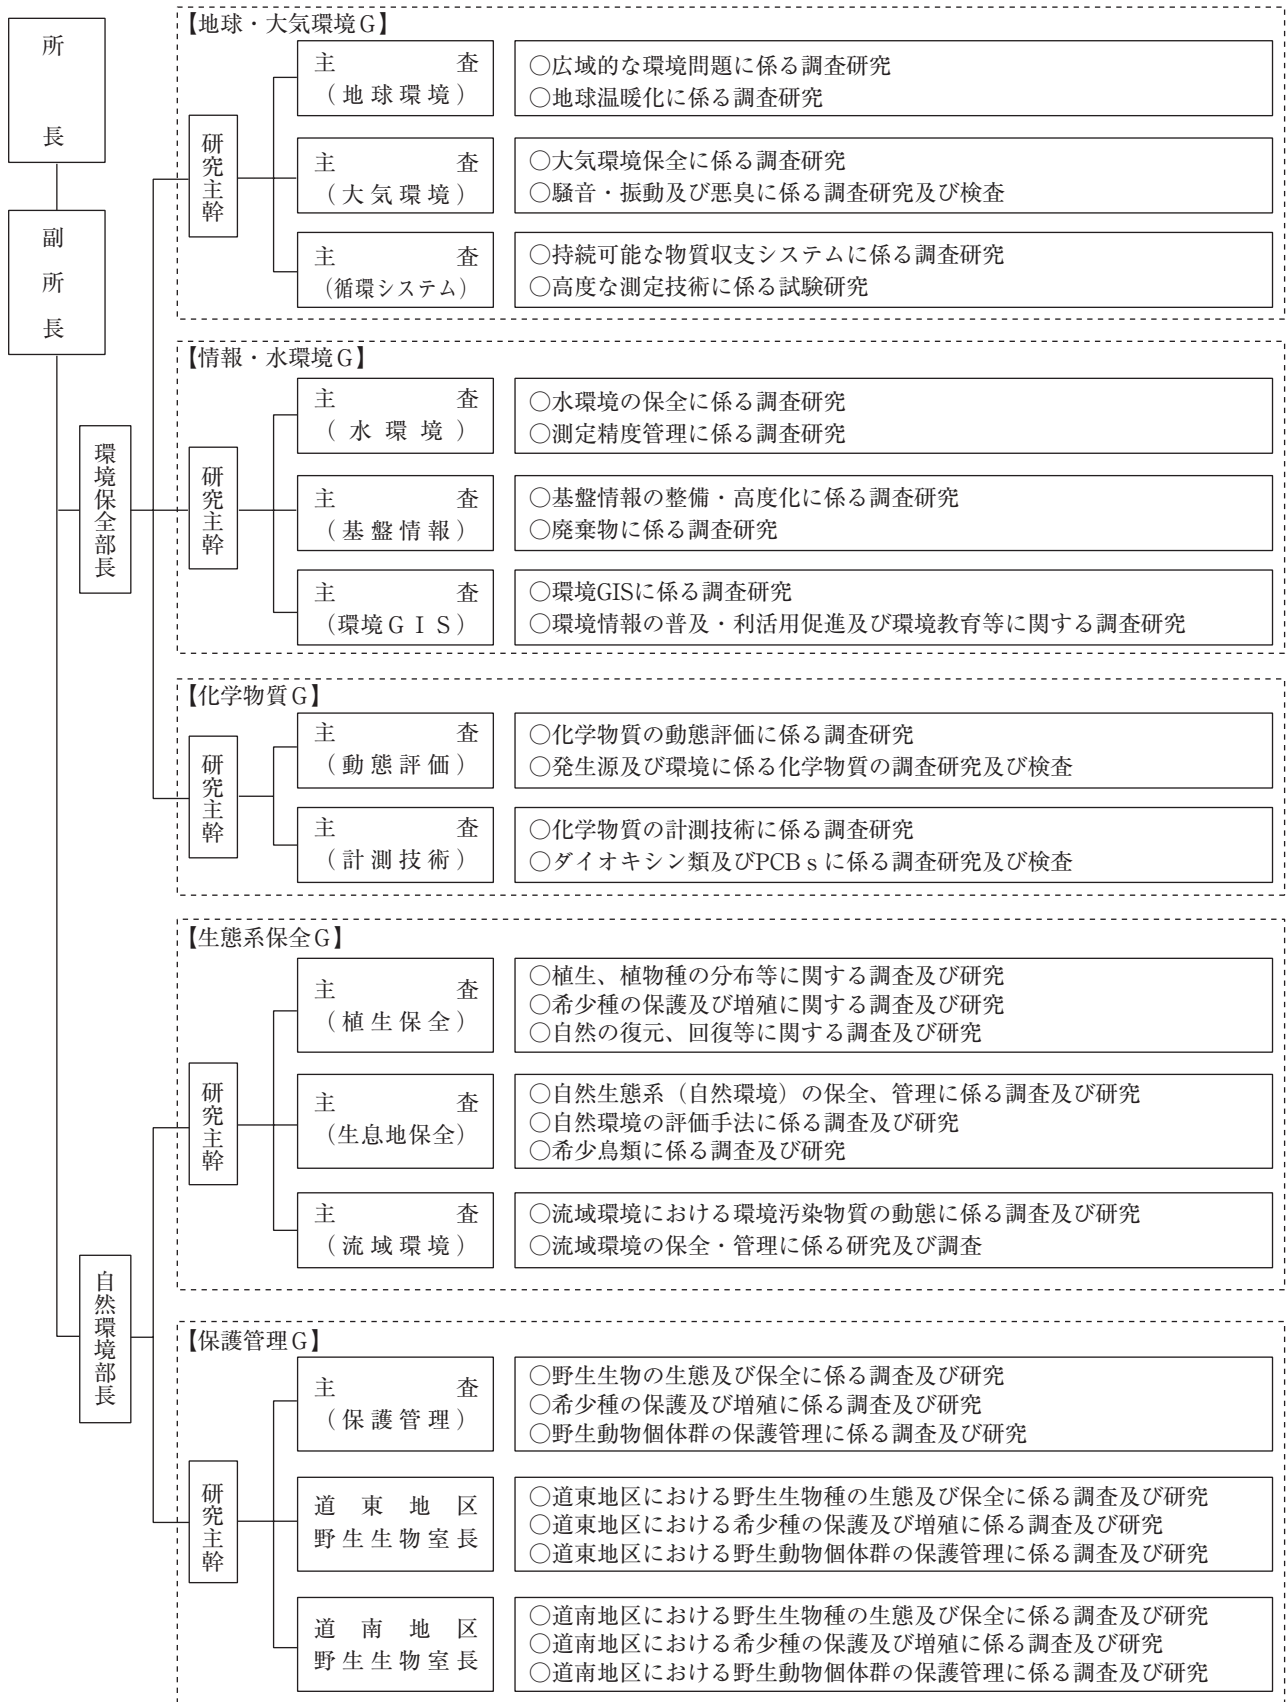 所長
副所長
環境保全部長
【地球・大気環境G】
研究主幹
主査
（地球環境）
○広域的な環境問題に係る調査研究
○地球温暖化に係る調査研究
主査
（大気環境）
○大気環境保全に係る調査研究
○騒音・振動及び悪臭に係る調査研究及び検査
主査
（循環システム）
○持続可能な物質収支システムに係る調査研究
○高度な測定技術に係る試験研究
【情報・水環境G】
研究主幹
主査
（水環境）
○水環境の保全に係る調査研究
○測定精度管理に係る調査研究
主査
（基盤情報）
○基盤情報の整備・高度化に係る調査研究
○廃棄物に係る調査研究
主査
（環境ＧＩＳ）
○環境GISに係る調査研究
○環境情報の普及・利活用促進及び環境教育等に関する調査研究
【化学物質G】
研究主幹
主査
（動態評価）
○化学物質の動態評価に係る調査研究
○発生源及び環境に係る化学物質の調査研究及び検査
主査
（計測技術）
○化学物質の計測技術に係る調査研究
○ダイオキシン類及びPCBｓに係る調査研究及び検査
自然環境部長
【生態系保全G】
研究主幹
主査
（植生保全）
○植生、植物種の分布等に関する調査及び研究
○希少種の保護及び増殖に関する調査及び研究
○自然の復元、回復等に関する調査及び研究
主査
（生息地保全）
○自然生態系（自然環境）の保全、管理に係る調査及び研究
○自然環境の評価手法に係る調査及び研究
○希少鳥類に係る調査及び研究
主査
（流域環境）
○流域環境における環境汚染物質の動態に係る調査及び研究
○流域環境の保全・管理に係る研究及び調査
【保護管理G】
研究主幹
主査
（保護管理）
○野生生物の生態及び保全に係る調査及び研究
○希少種の保護及び増殖に係る調査及び研究
○野生動物個体群の保護管理に係る調査及び研究
道東地区
野生生物室長
○道東地区における野生生物種の生態及び保全に係る調査及び研究
○道東地区における希少種の保護及び増殖に係る調査及び研究
○道東地区における野生動物個体群の保護管理に係る調査及び研究
道南地区
野生生物室長
○道南地区における野生生物種の生態及び保全に係る調査及び研究
○道南地区における希少種の保護及び増殖に係る調査及び研究
○道南地区における野生動物個体群の保護管理に係る調査及び研究